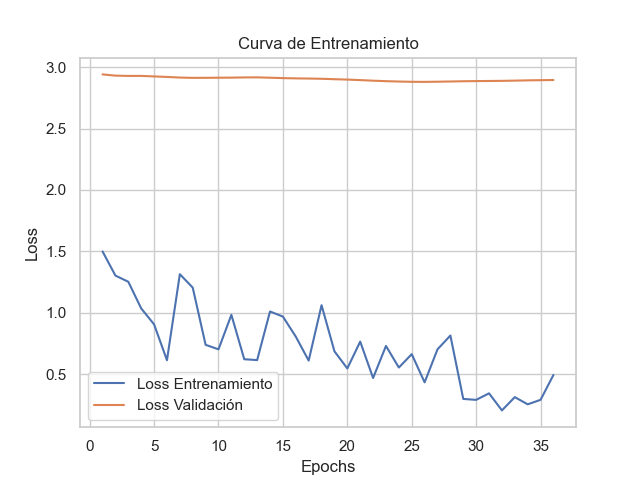 Curva de Entrenamiento
3.0
2.5
2.0
1.5
1.0
0.5
Loss
Loss Entrenamiento
Loss Validación
0 5 10 15 20 25 30 35
Epochs